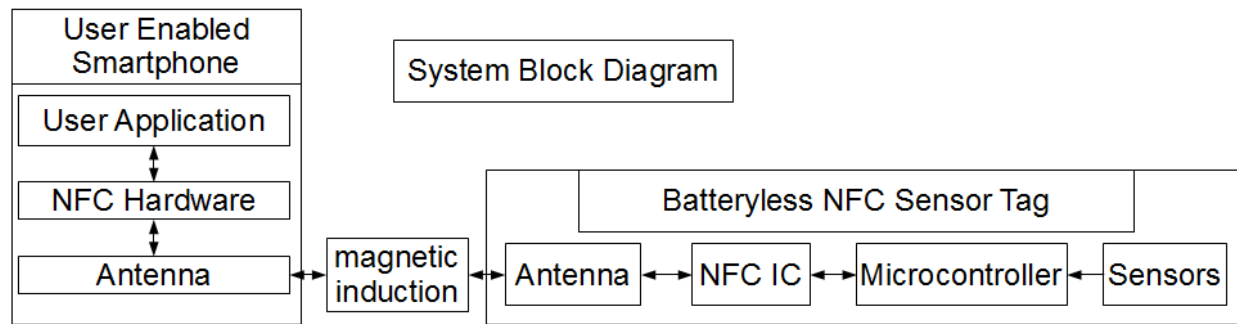 User Enabled
Smartphone
System Block Diagram
User Application
NFC Hardware
Batteryless NFC Sensor Tag
Antenna
magnetic
induction
Antenna
NFC IC
Microcontroller
Sensors